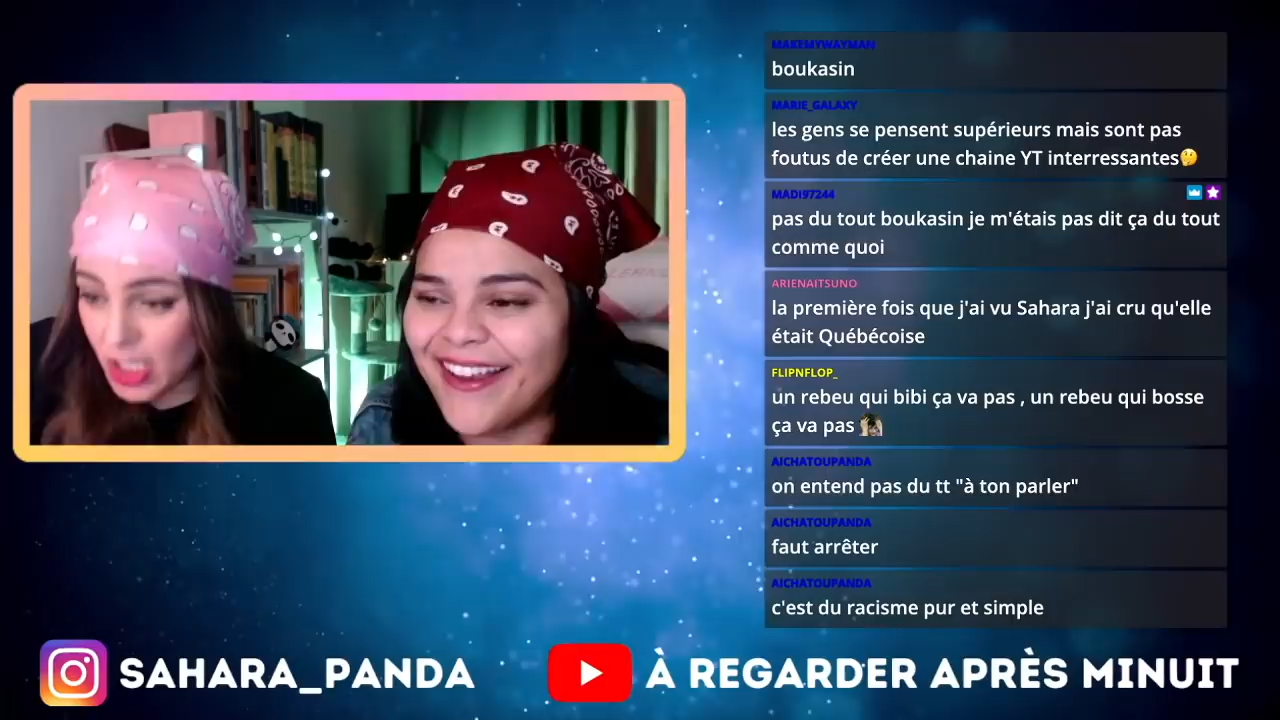 MAKEMYWAYMAN
boukasin
MARIE_GALAXY
les gens se pensent supérieurs mais sont pas
foutus de créer une chaine YT interressantes🤔
MADI97244
pas du tout boukasin je m'étais pas dit ça du tout
comme quoi
ARIENAITSUNO
la première fois que j'ai vu Sahara j'ai cru qu'elle
était Québécoise
FLIPNFLOP_
un rebeu qui bibi ça va pas , un rebeu qui bosse
ça va pas
AICHATOUPANDA
on entend pas du tt "à ton parler"
AICHATOUPANDA
faut arrêter
AICHATOUPANDA
c'est du racisme pur et simple
SAHARA_PANDA
À REGARDER APRÈS MINUIT